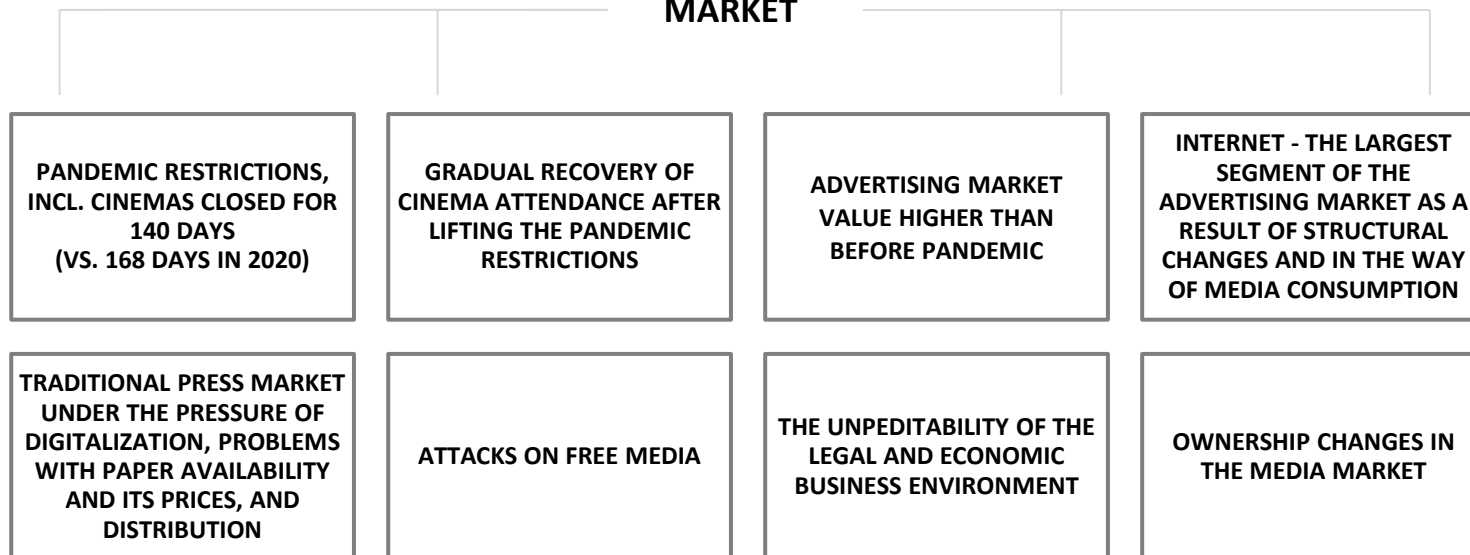 MARKET
PANDEMIC RESTRICTIONS,
INCL. CINEMAS CLOSED FOR
140 DAYS
(VS. 168 DAYS IN 2020)
GRADUAL RECOVERY OF
CINEMA ATTENDANCE AFTER
LIFTING THE PANDEMIC
RESTRICTIONS
ADVERTISING MARKET
VALUE HIGHER THAN
BEFORE PANDEMIC
INTERNET - THE LARGEST
SEGMENT OF THE
ADVERTISING MARKET AS A
RESULT OF STRUCTURAL
CHANGES AND IN THE WAY
OF MEDIA CONSUMPTION
TRADITIONAL PRESS MARKET
UNDER THE PRESSURE OF
DIGITALIZATION, PROBLEMS
WITH PAPER AVAILABILITY
AND ITS PRICES, AND
DISTRIBUTION
ATTACKS ON FREE MEDIA
THE UNPEDITABILITY OF THE
LEGAL AND ECONOMIC
BUSINESS ENVIRONMENT
OWNERSHIP CHANGES IN
THE MEDIA MARKET